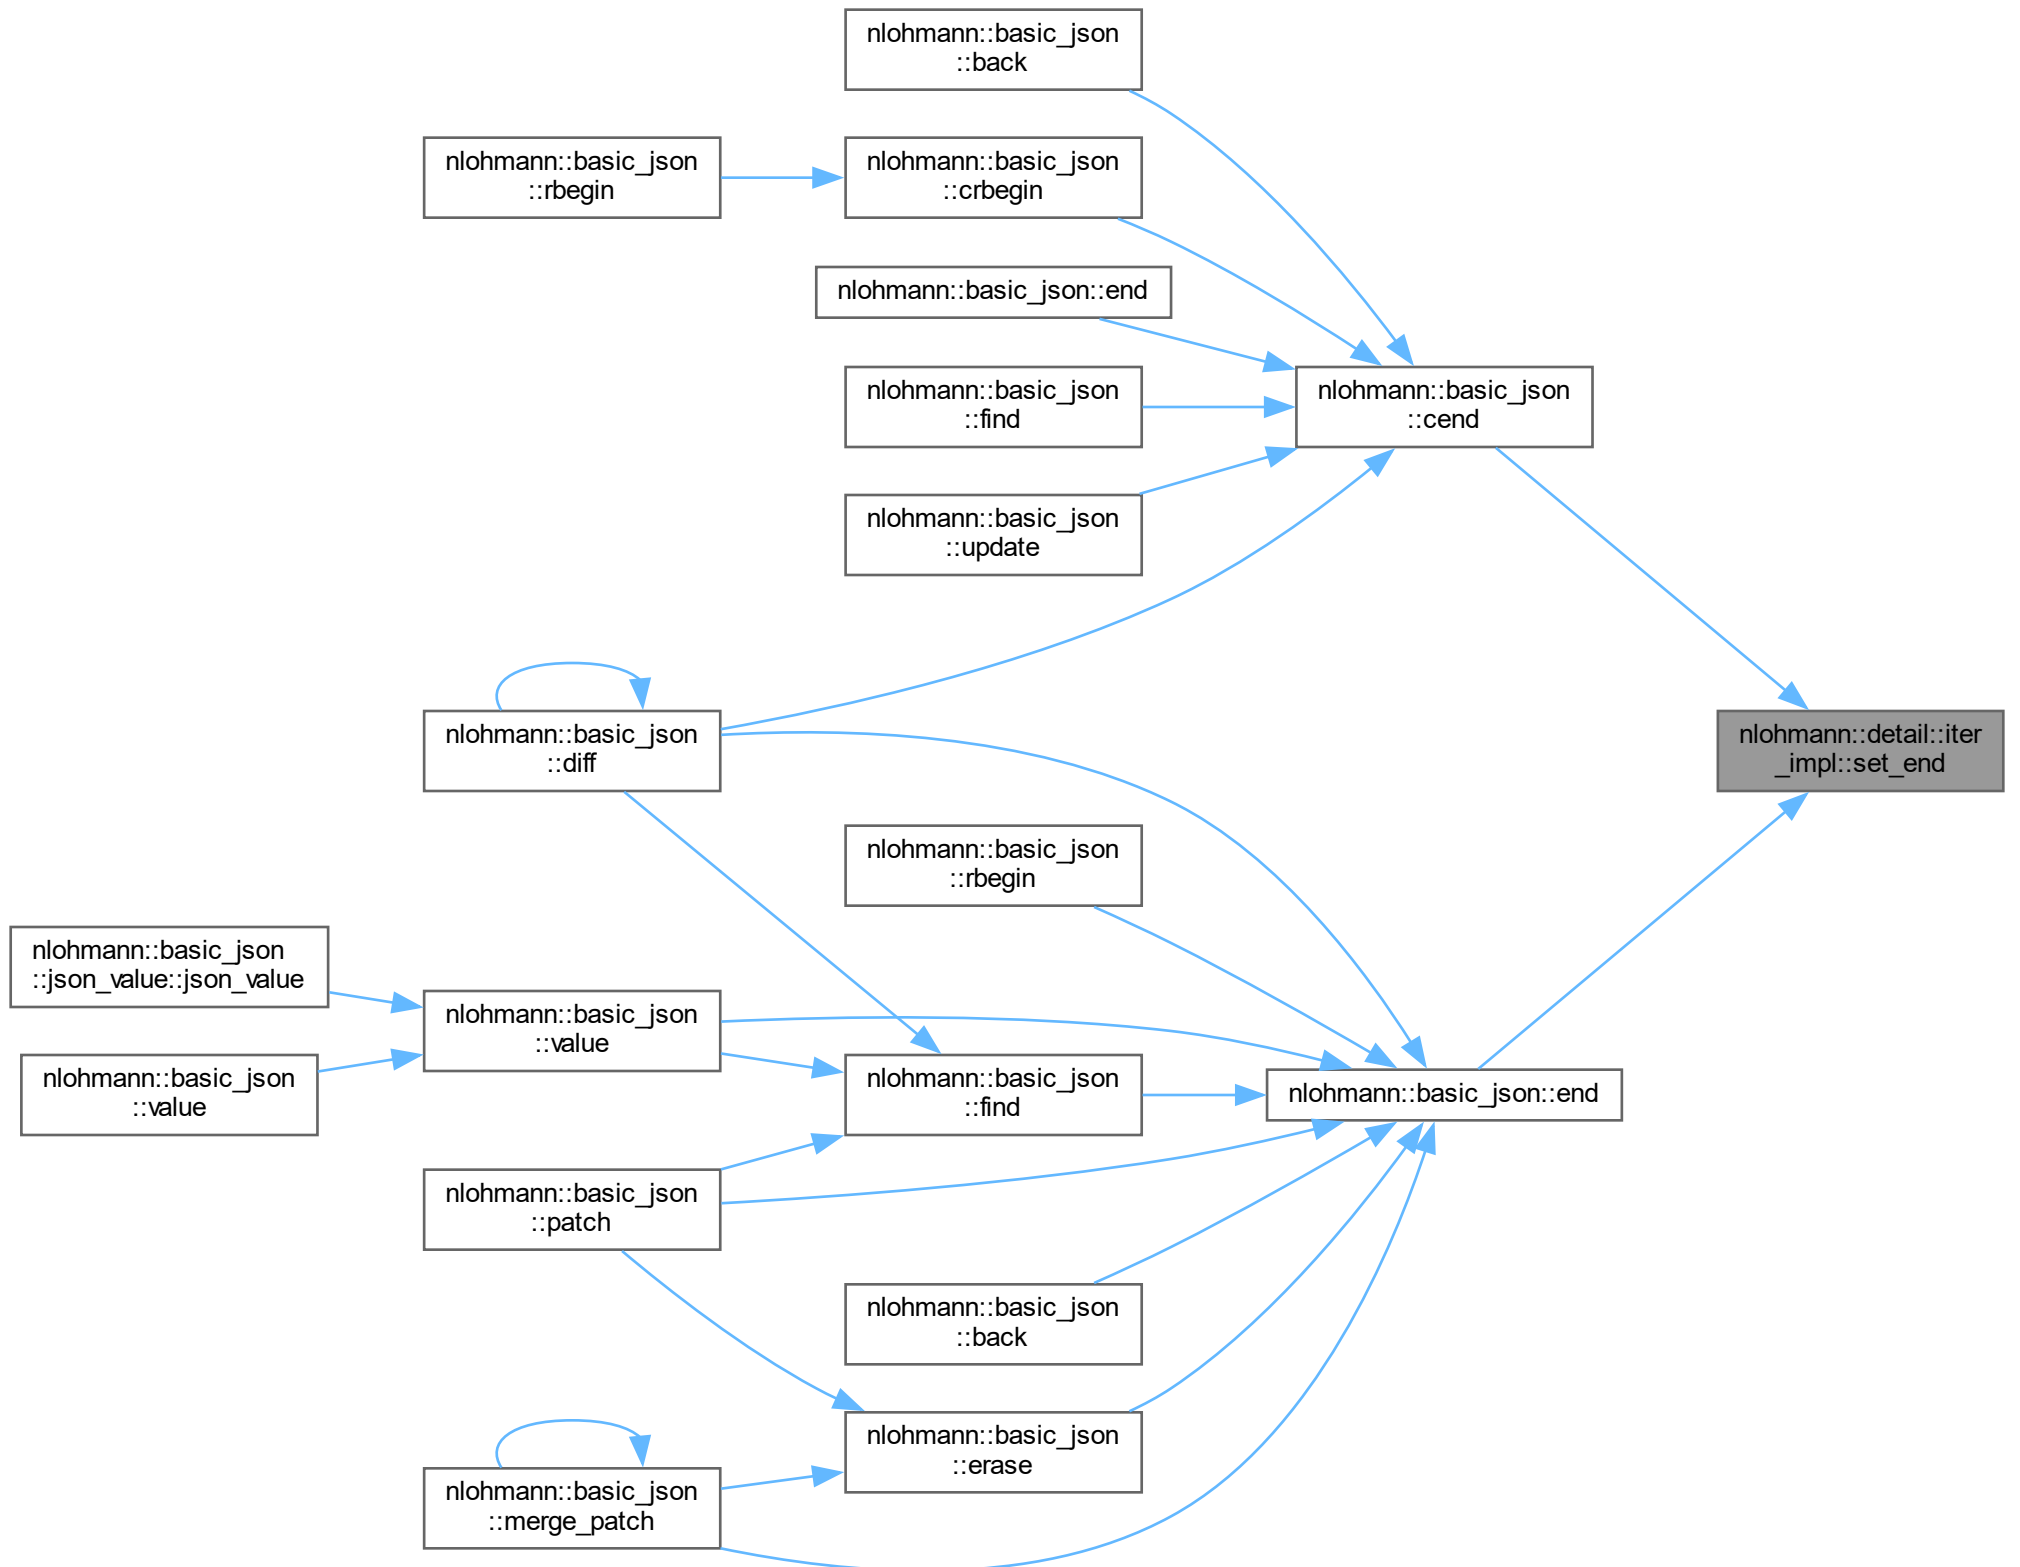 nlohmann::basic_json
::back
nlohmann::basic_json
::rbegin
nlohmann::basic_json
::crbegin
nlohmann::basic_json::end
nlohmann::basic_json
::find
nlohmann::basic_json
::cend
nlohmann::basic_json
::update
nlohmann::basic_json
::diff
nlohmann::detail::iter
_impl::set_end
nlohmann::basic_json
::rbegin
nlohmann::basic_json
::json_value::json_value
nlohmann::basic_json
::value
nlohmann::basic_json
::value
nlohmann::basic_json
::find
nlohmann::basic_json::end
nlohmann::basic_json
::patch
nlohmann::basic_json
::back
nlohmann::basic_json
::erase
nlohmann::basic_json
::merge_patch